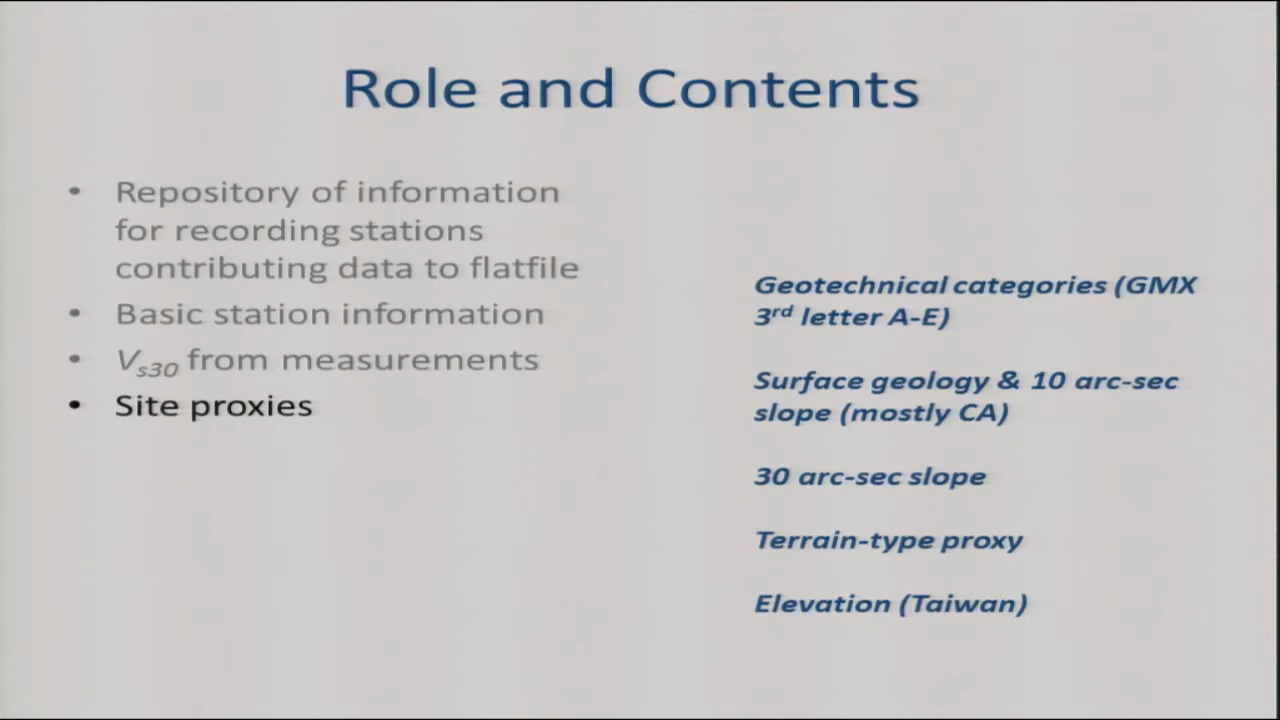 Role and Contents
• Repository of information
for recording stations
contributing data to flatfile
• Basic station information
• Vs30 from measurements
• Site proxies
Geotechnical categories (GMX
3rd letter A-E)
Surface geology & 10 arc-sec
slope (mostly CA)
30 arc-sec slope
Terrain-type proxy
Elevation (Taiwan)